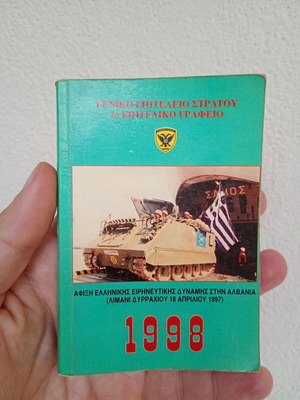 ΓΕΝΙΚΟ ΕΠΙΤΕΛΕΙΟ ΣΤΡΑΤΟΥ
3ο ΕΠΙΤΕΛΙΚΟ ΓΡΑΦΕΙΟ
ΣΑΜΟΣ
ΑΦΙΞΗ ΕΛΛΗΝΙΚΗΣ ΕΙΡΗΝΕΥΤΙΚΗΣ ΔΥΝΑΜΗΣ ΣΤΗΝ ΑΛΒΑΝΙΑ
(ΛΙΜΑΝΙ ΔΥΡΡΑΧΙΟΥ 18 ΑΠΡΙΛΙΟΥ 1997)
1998